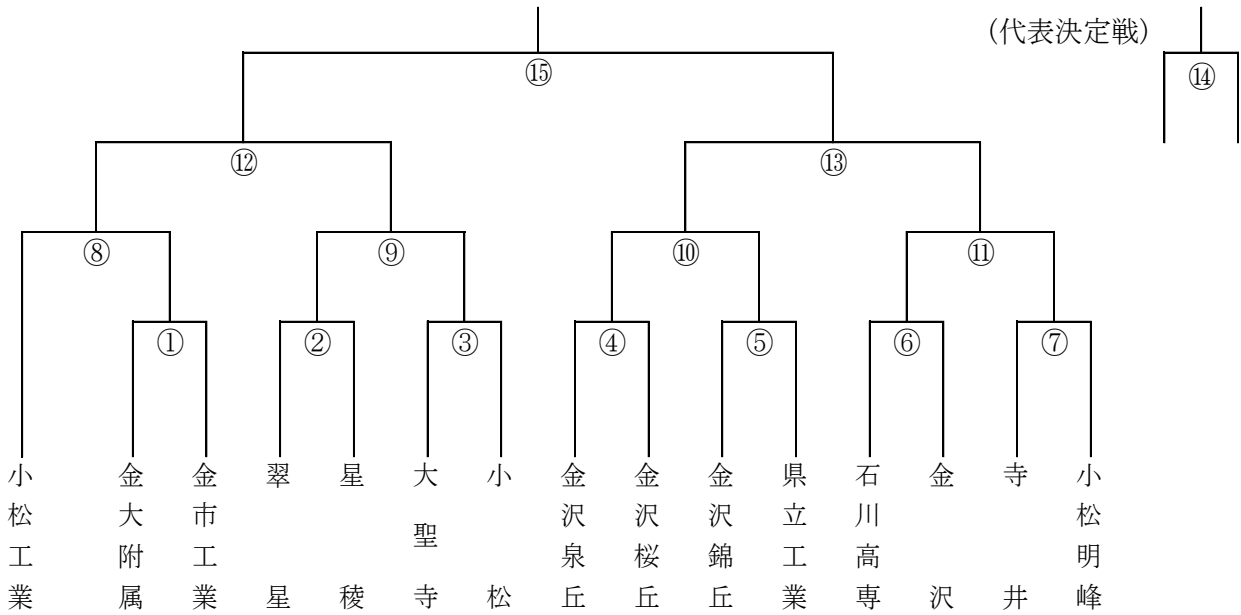 (代表決定戦)
⑮
⑭
⑫
⑬
⑧
⑨
⑩
⑪
①
②
③
④
⑤
⑥
⑦
小松工業
金大附属
金市工業
翠星
星稜
大聖寺
小松
金沢泉丘
金沢桜丘
金沢錦丘
県立工業
石川高専
金沢
寺井
小松明峰